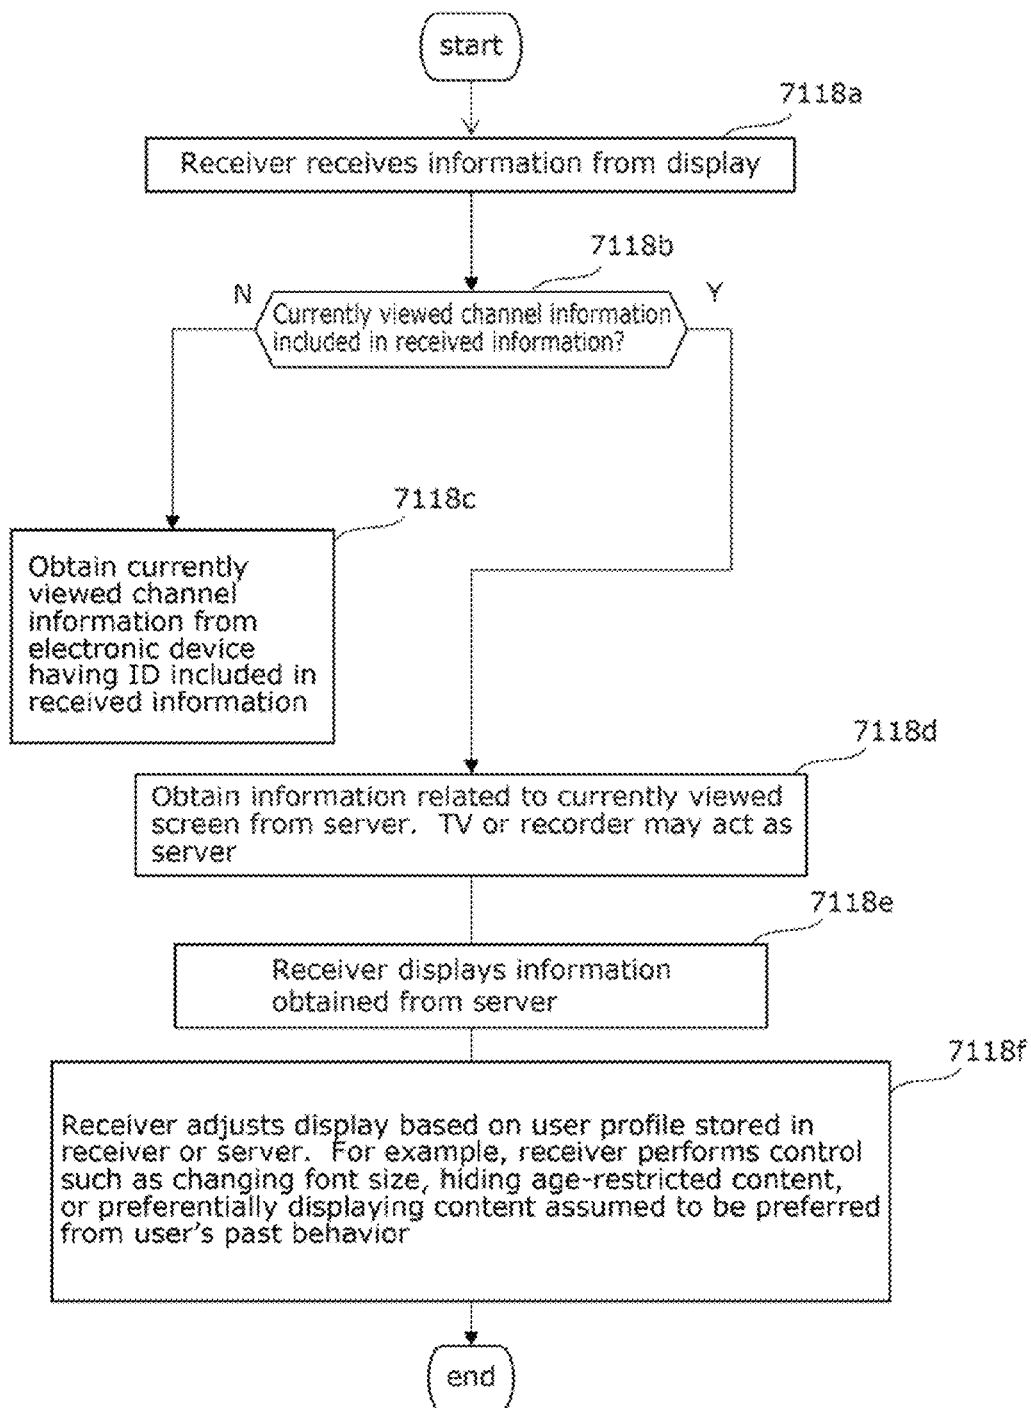 start
7118a
Receiver receives information from display
7118b
N
Y
Currently viewed channel information
included in received information?
7118c
Obtain currently
viewed channel
information from
electronic device
having ID included in
received information
7118d
Obtain information related to currently viewed
screen from server. TV or recorder may act as
server
7118e
Receiver displays information
obtained from server
7118f
Receiver adjusts display based on user profile stored in
receiver or server. For example, receiver performs control
such as changing font size, hiding age-restricted content,
or preferentially displaying content assumed to be preferred
from user's past behavior
end